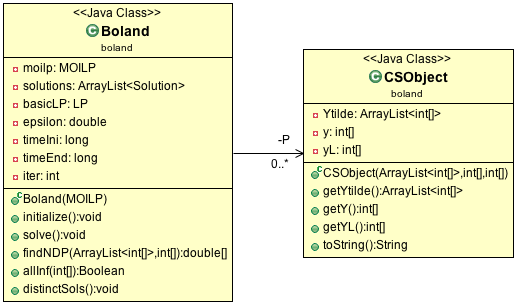 <<Java Class>>
Boland
boland
moilp: MOILP
solutions: ArrayList<Solution>
basicLP: LP
epsilon: double
timeIni: long
timeEnd: long
iter: int
Boland(MOILP)
initialize():void
solve():void
findNDP(ArrayList<int[]>,int[]):double[]
allInf(int[]):Boolean
distinctSols():void
-P
0..*
<<Java Class>>
CSObject
boland
Ytilde: ArrayList<int[]>
y: int[]
yL: int[]
CSObject(ArrayList<int[]>,int[],int[])
getYtilde():ArrayList<int[]>
getY():int[]
getYL():int[]
toString():String